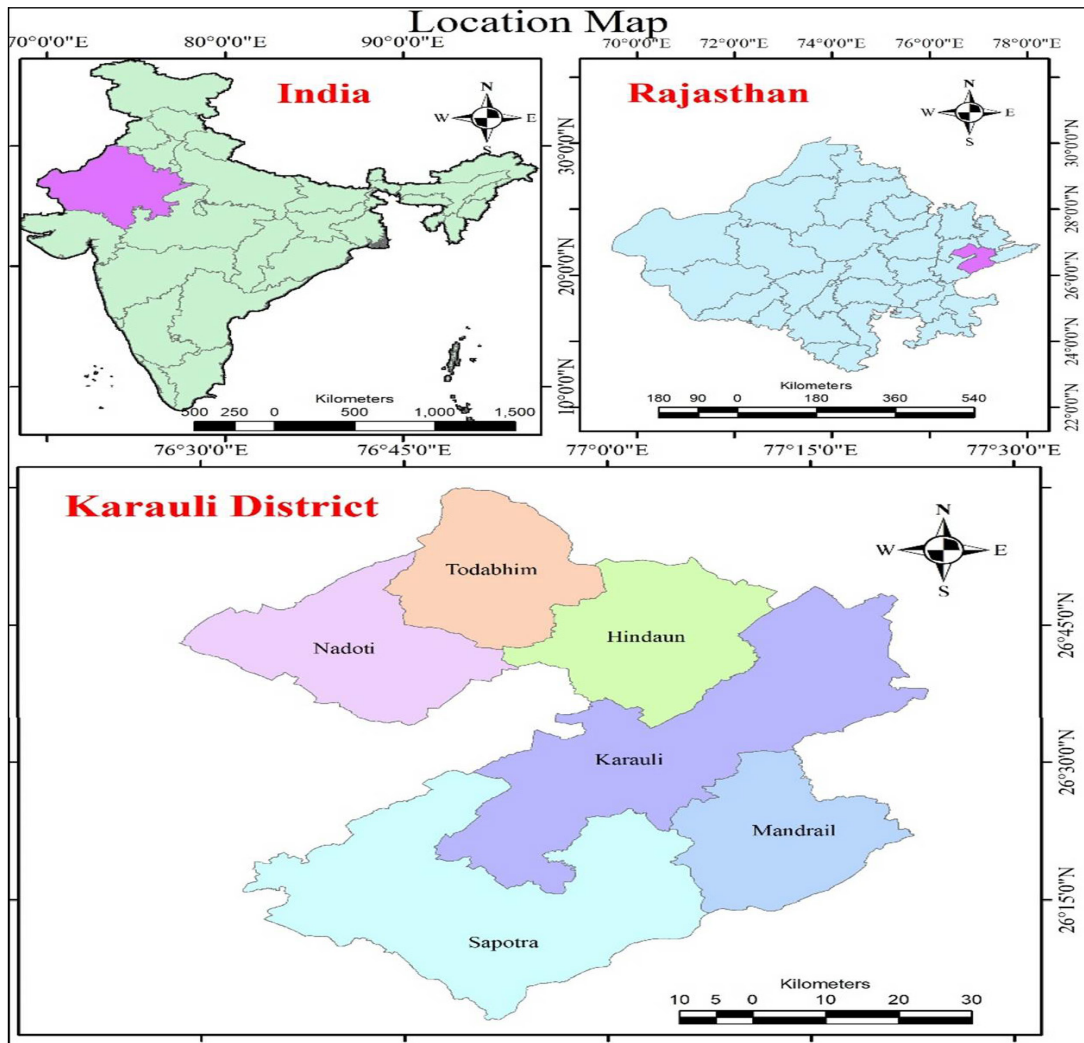 Location Map
70°0'0"E 80°0'0"E 90°0'0"E
India
N
W E
S
30°0'0"N
20°0'0"N
10°0'0"N
Kilometers
500 250 0 500 1,000 1,500
70°0'0"E 72°0'0"E 74°0'0"E 76°0'0"E 78°0'0"E
Rajasthan
N
W E
S
30°0'0"N
28°0'0"N
26°0'0"N
24°0'0"N
22°0'0"N
Kilometers
180 90 0 180 360 540
76°30'0"E 76°45'0"E 77°0'0"E 77°15'0"E 77°30'0"E
Karauli District
N
W E
S
Todabhim
Hindaun
Nadoti
Karauli
Mandrail
Sapotra
26°45'0"N
26°30'0"N
26°15'0"N
Kilometers
10 5 0 10 20 30